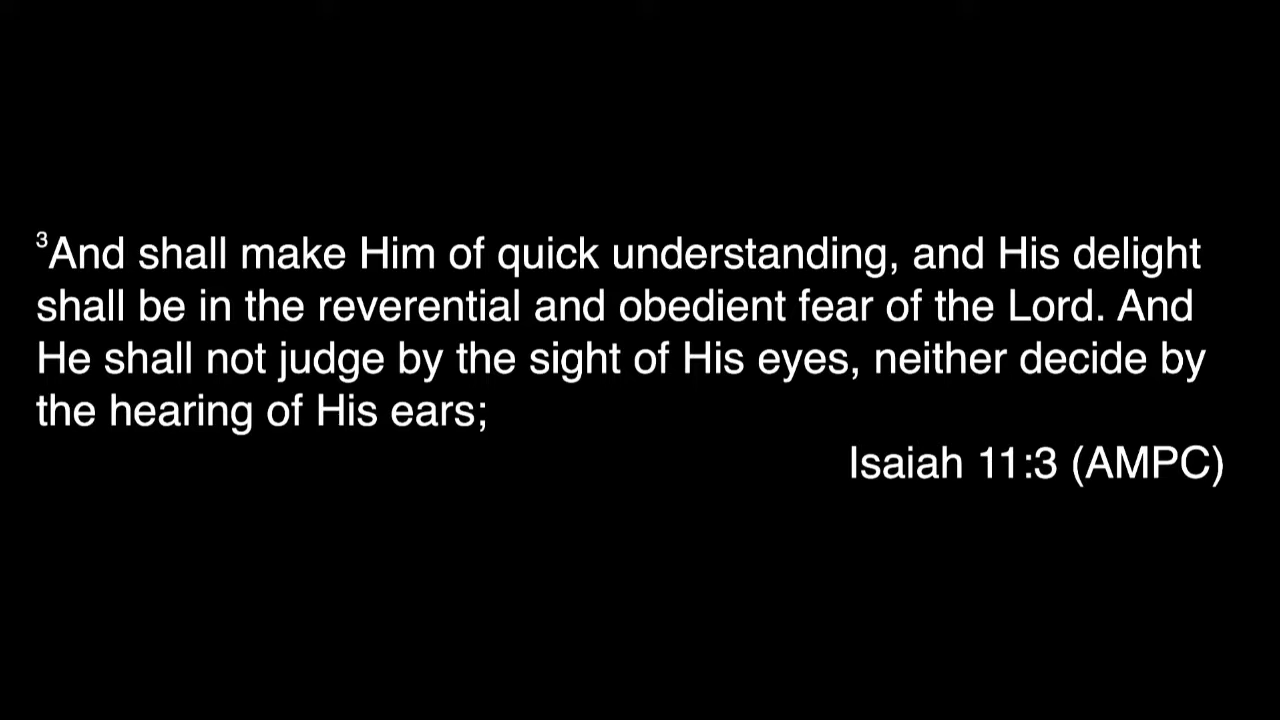 ³And shall make Him of quick understanding, and His delight
shall be in the reverential and obedient fear of the Lord. And
He shall not judge by the sight of His eyes, neither decide by
the hearing of His ears;
Isaiah 11:3 (AMPC)